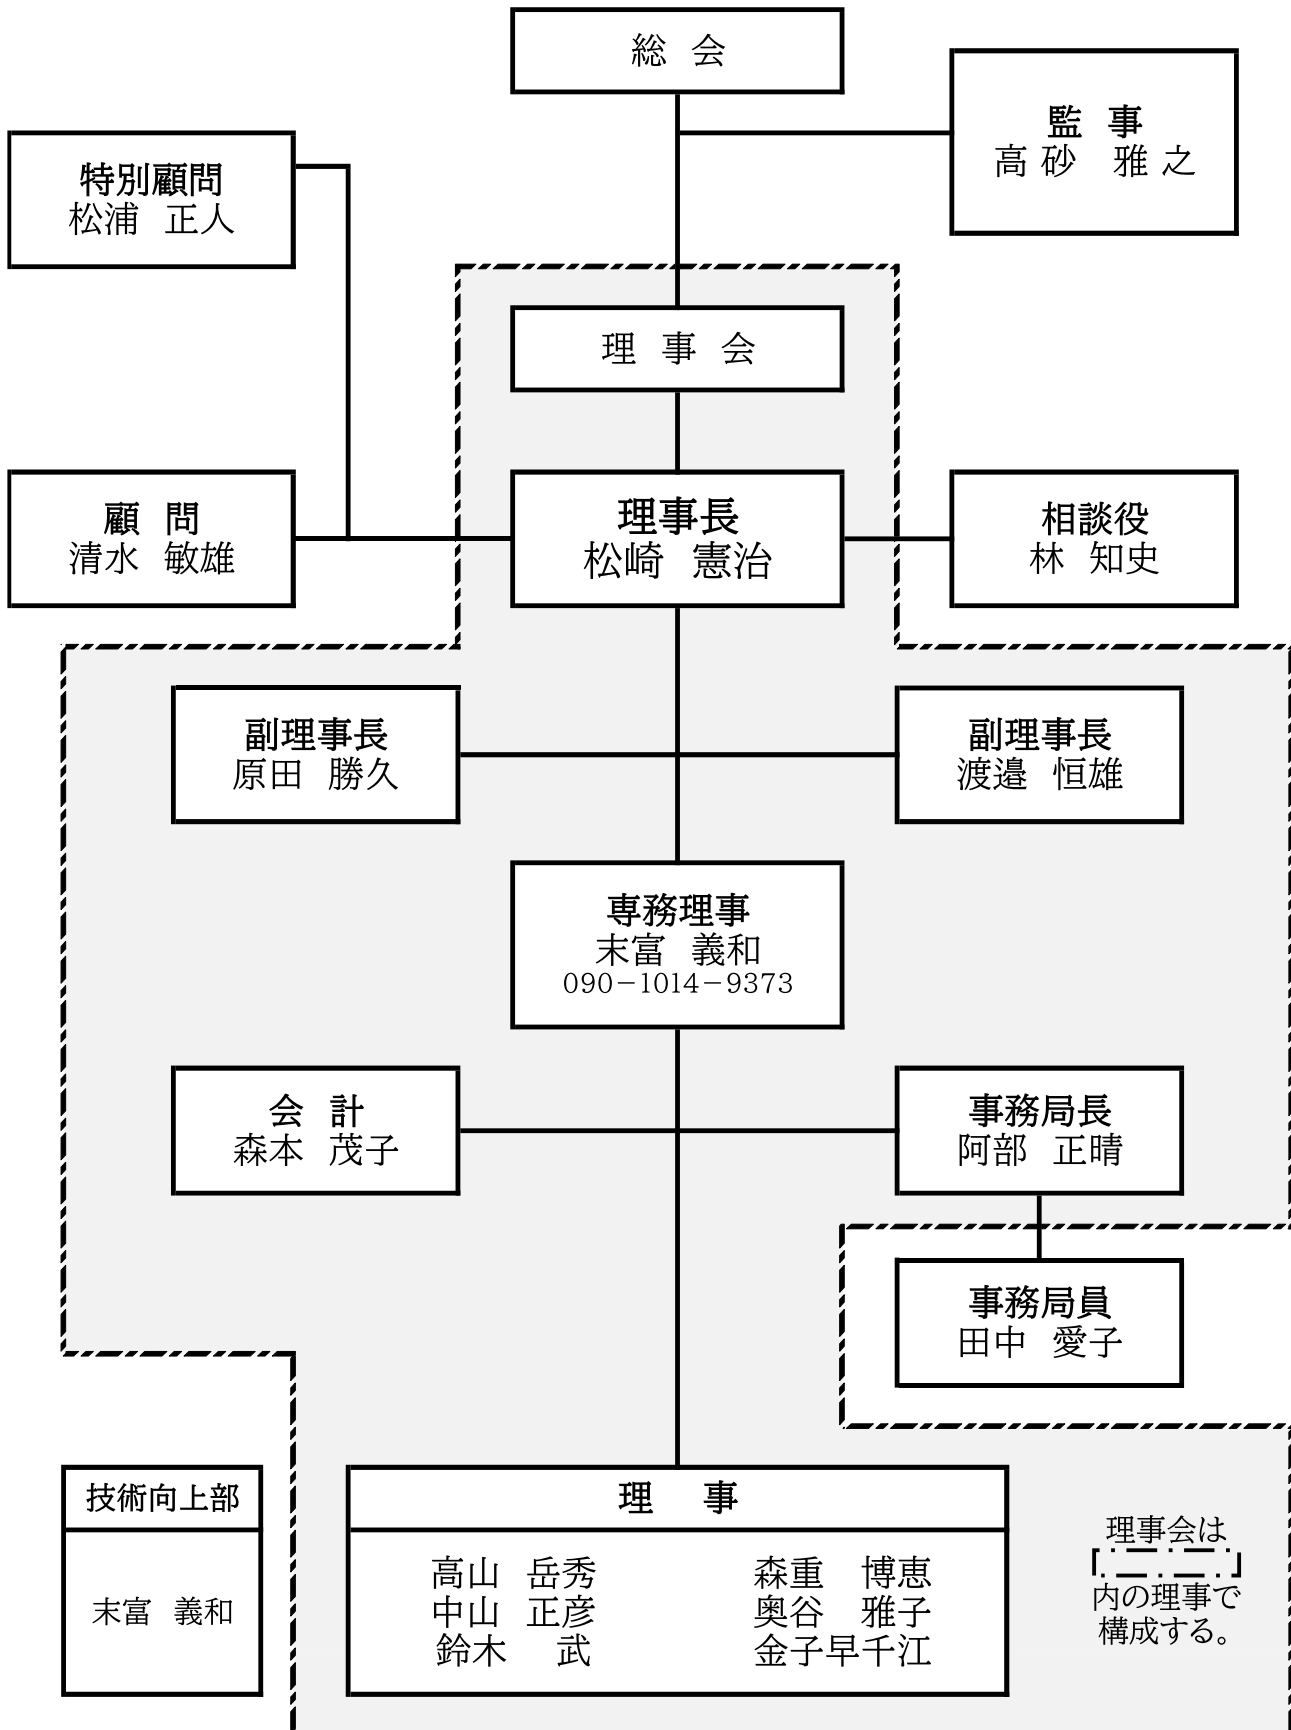 総 会
監 事
高砂 雅之
特別顧問
松浦 正人
理 事 会
顧 問
清水 敏雄
理事長
松崎 憲治
相談役
林 知史
副理事長
原田 勝久
副理事長
渡邉 恒雄
専務理事
末富 義和
090-1014-9373
会 計
森本 茂子
事務局長
阿部 正晴
事務局員
田中 愛子
技術向上部
末富 義和
理 事
高山 岳秀 森重 博恵
中山 正彦 奥谷 雅子
鈴木 武 金子早千江
理事会は
内の理事で
構成する。